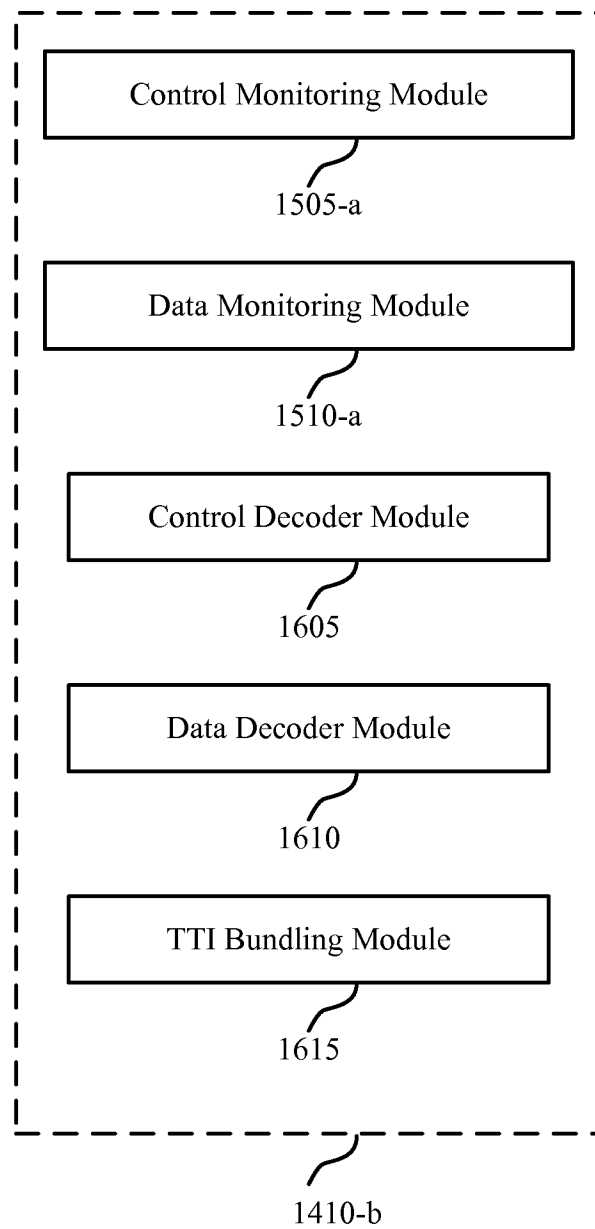 Control Monitoring Module
1505-a
Data Monitoring Module
1510-a
Control Decoder Module
1605
Data Decoder Module
1610
TTI Bundling Module
1615
1410-b